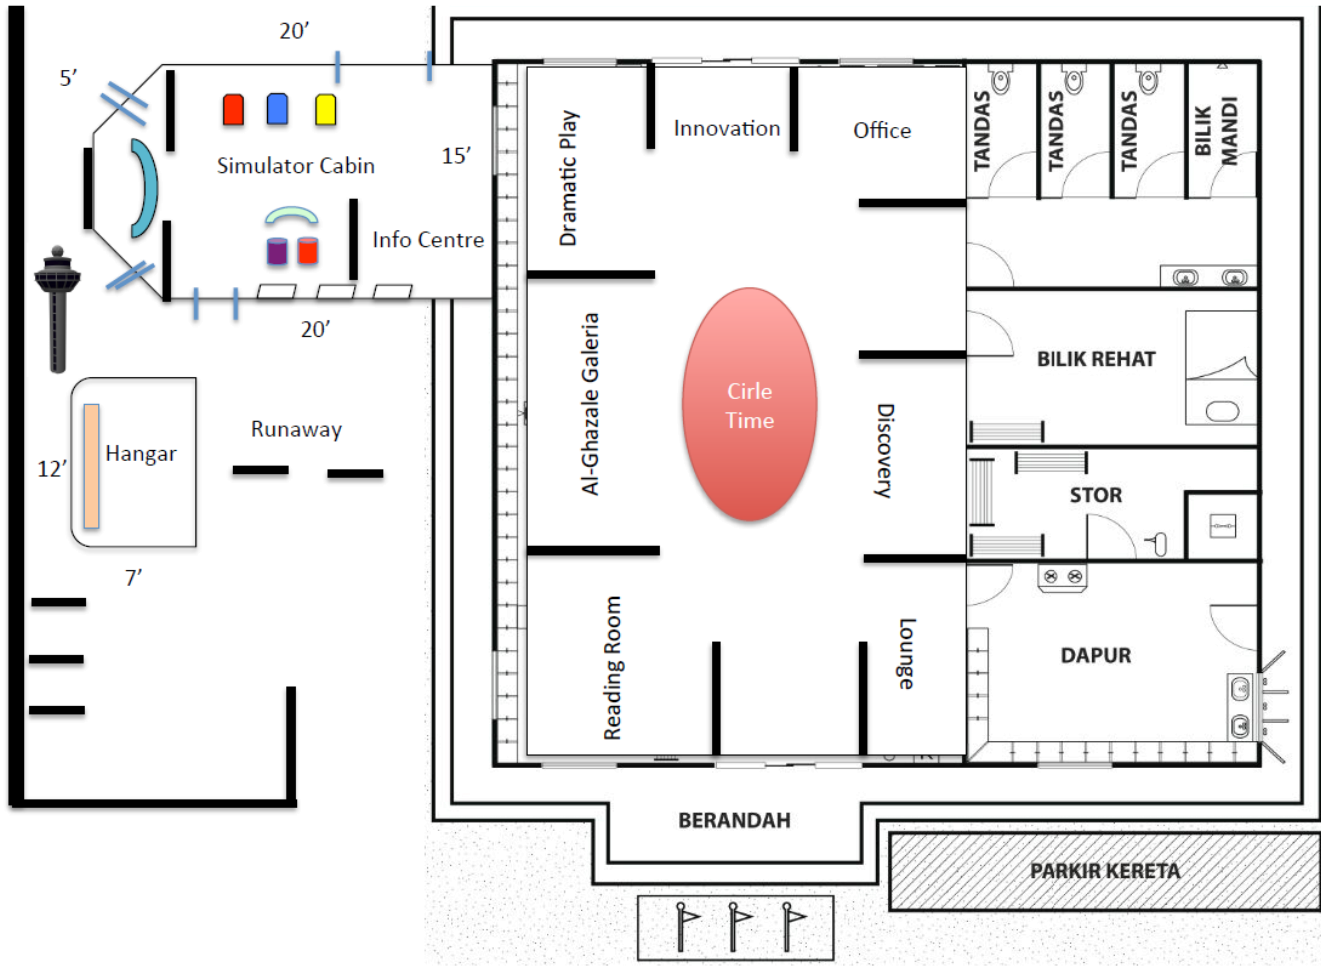 20’
5’
15’
Simulator Cabin
Info Centre
20’
Hangar
12’
7’
Runaway
Dramatic Play
Innovation
Office
Al-Ghazale Galeria
Cirle
Time
Discovery
Reading Room
Lounge
TANDAS
TANDAS
TANDAS
BILIK
MANDI
BILIK REHAT
STOR
DAPUR
BERANDAH
PARKIR KERETA